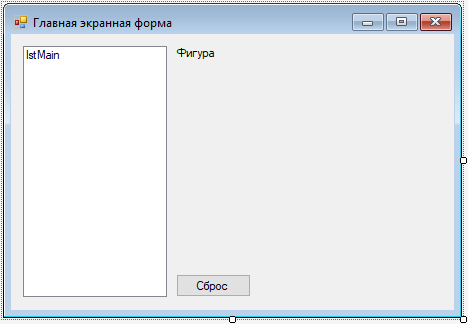 Главная экранная форма
lstMain
Фигура
Сброс